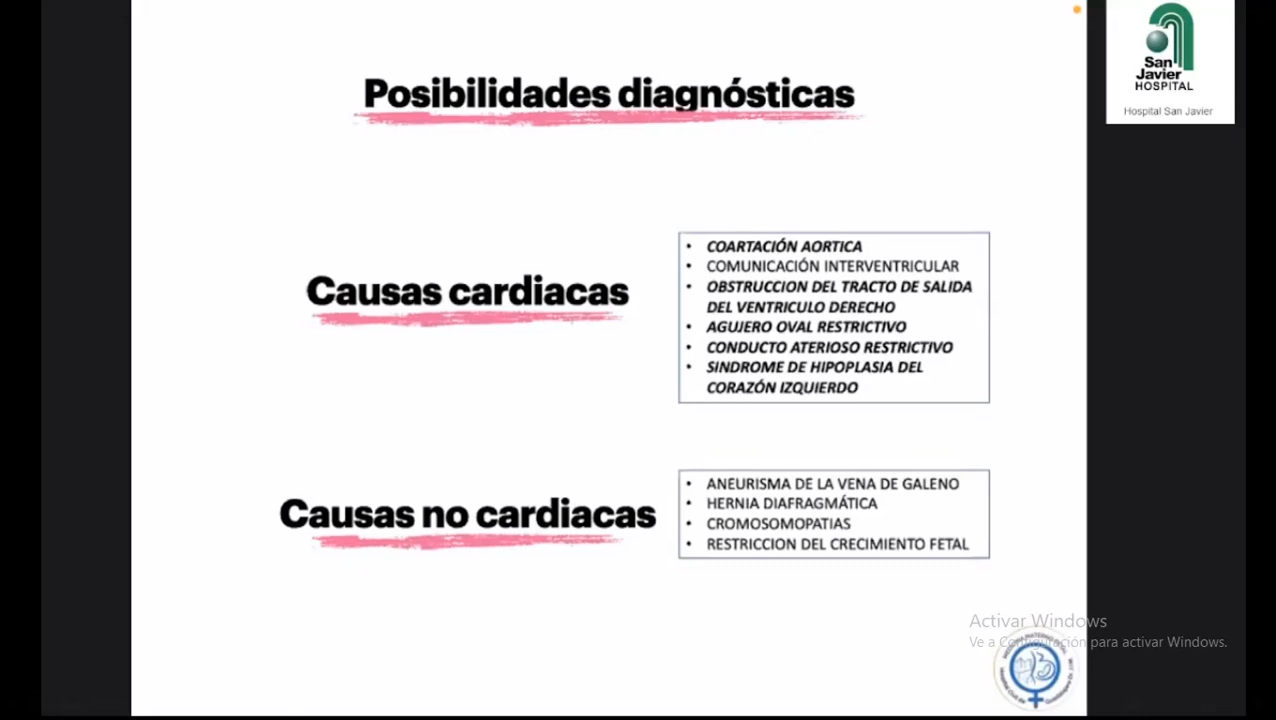 San
Javier
HOSPITAL
Hospital San Javier
Posibilidades diagnósticas
Causas cardiacas
• COARTACIÓN AORTICA
• COMUNICACIÓN INTERVENTRICULAR
• OBSTRUCCION DEL TRACTO DE SALIDA
DEL VENTRICULO DERECHO
• AGUJERO OVAL RESTRICTIVO
• CONDUCTO ATERIOSO RESTRICTIVO
• SINDROME DE HIPOPLASIA DEL
CORAZÓN IZQUIERDO
Causas no cardiacas
• ANEURISMA DE LA VENA DE GALENO
• HERNIA DIAFRAGMÁTICA
• CROMOSOMOPATIAS
• RESTRICCION DEL CRECIMIENTO FETAL
Activar Windows
Ve a Configuración para activar Windows.